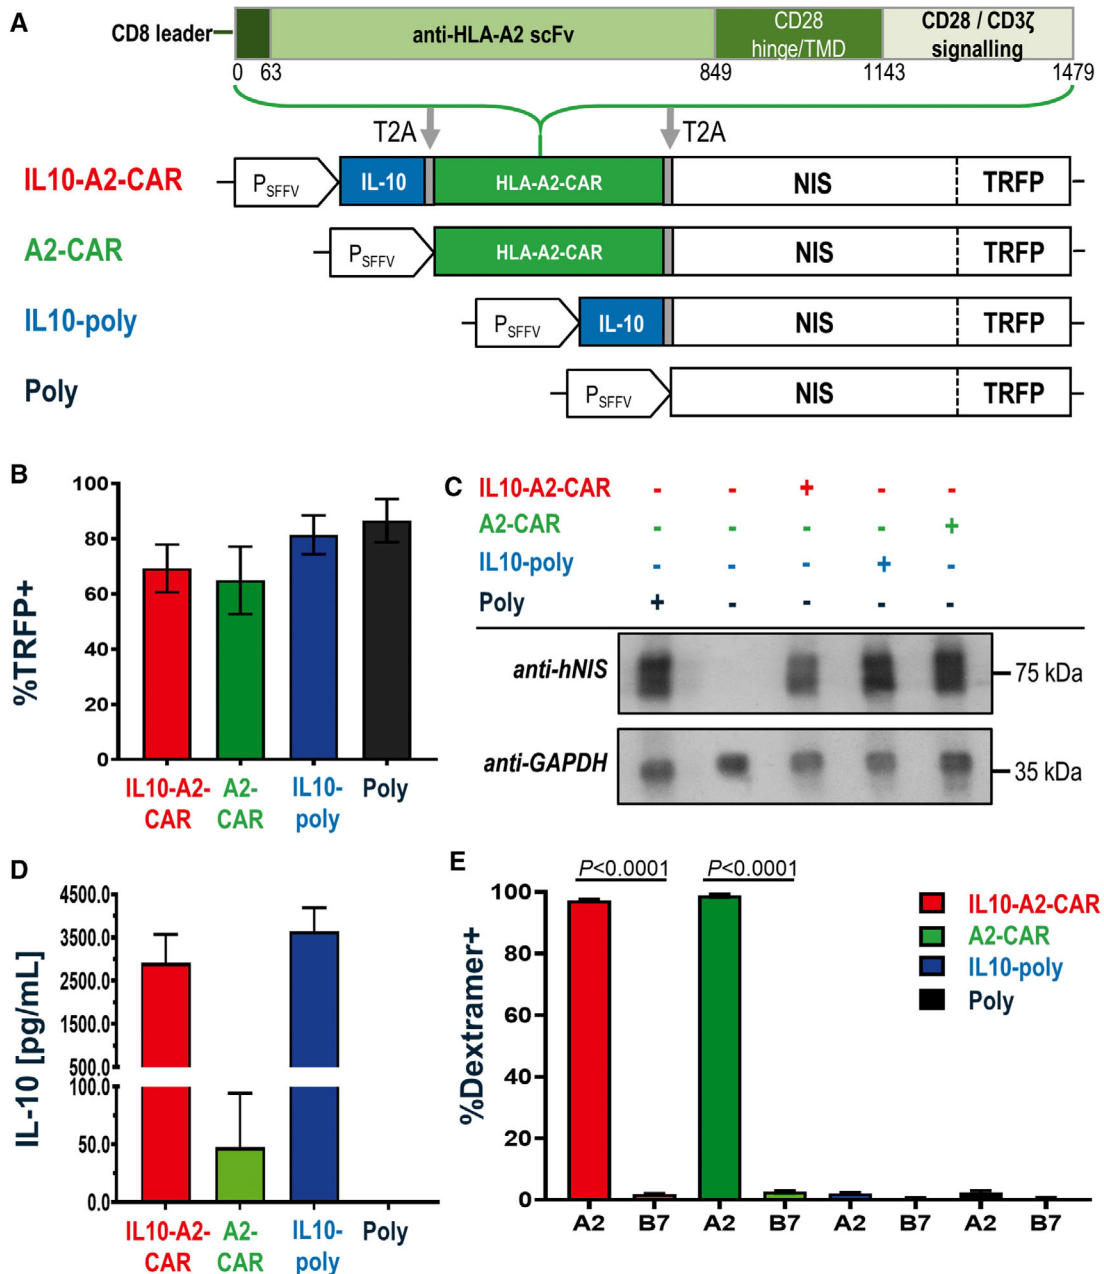 A
CD8 leader
anti-HLA-A2 scFv
CD28
hinge/TMD
CD28 / CD3ζ
signalling
0 63 849 1143 1479
T2A T2A
IL10-A2-CAR PSFFV IL-10 HLA-A2-CAR NIS TRFP
A2-CAR PSFFV HLA-A2-CAR NIS TRFP
IL10-poly PSFFV IL-10 NIS TRFP
Poly PSFFV NIS TRFP
B
%TRFP+
100
80
60
40
20
0
IL10-A2- A2- IL10- Poly
CAR CAR poly
C
IL10-A2-CAR - - + - -
A2-CAR - - - - +
IL10-poly - - - + -
Poly + - - - -
anti-hNIS 75 kDa
anti-GAPDH 35 kDa
D
IL-10 [pg/mL]
4500.0
3500.0
2500.0
1500.0
500.0
100.0
50.0
0.0
IL10-A2- A2- IL10- Poly
CAR CAR poly
E
P<0.0001 P<0.0001
%Dextramer+
100
80
60
40
20
0
A2 B7 A2 B7 A2 B7 A2 B7
IL10-A2-CAR
A2-CAR
IL10-poly
Poly